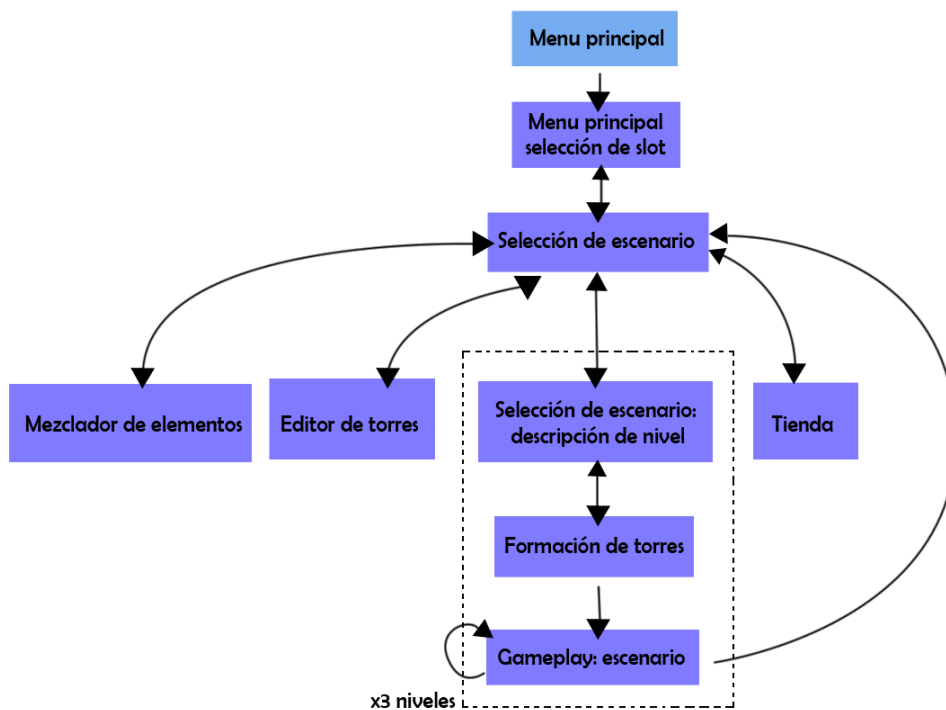 Menu principal
Menu principal
selección de slot
Selección de escenario
Mezclador de elementos
Editor de torres
Selección de escenario:
descripción de nivel
Tienda
Formación de torres
Gameplay: escenario
x3 niveles